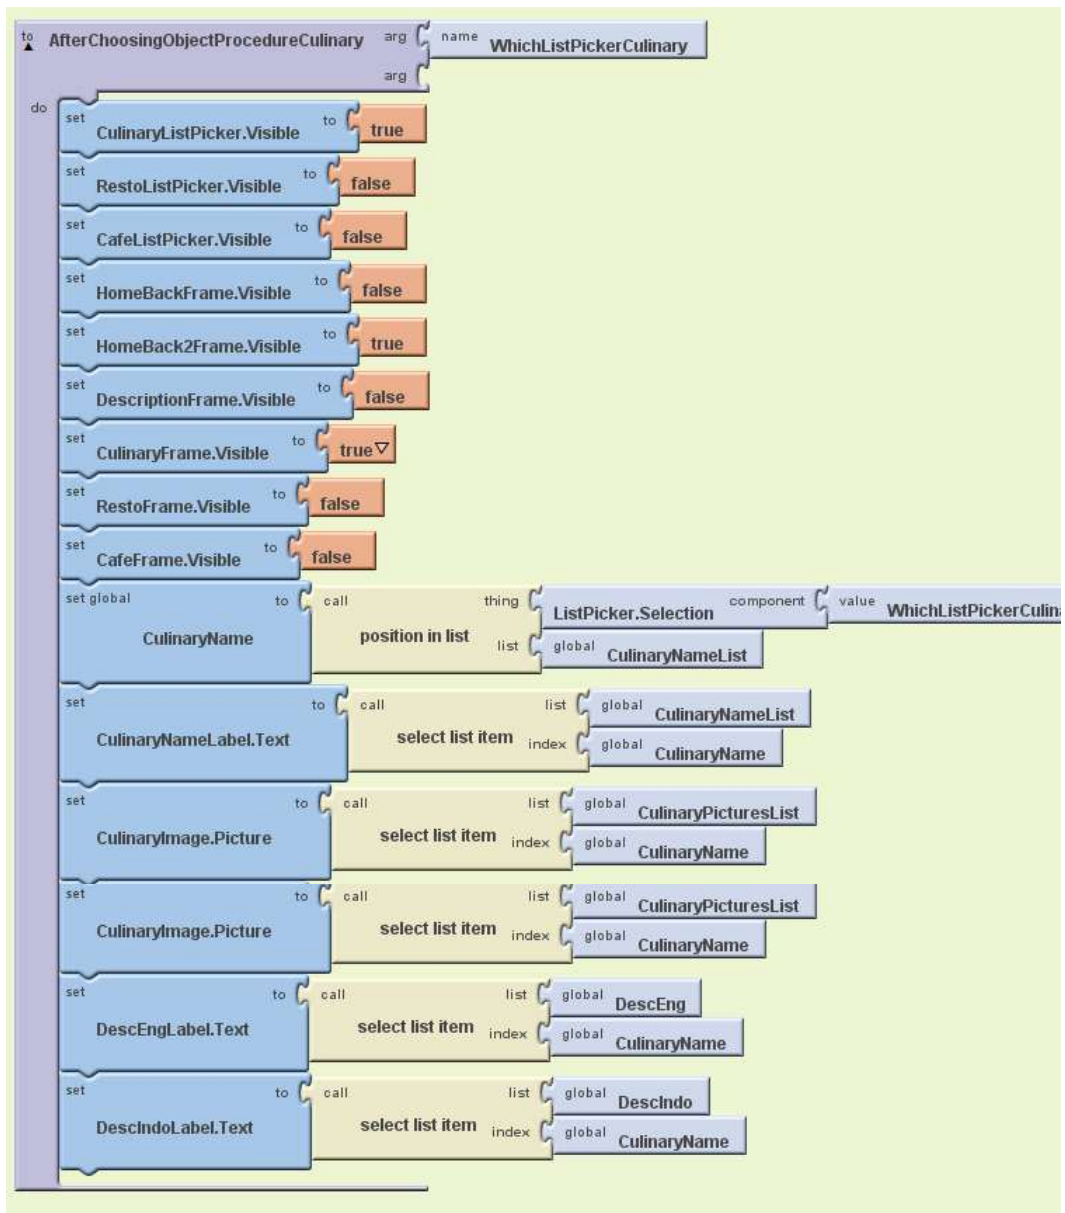 to AfterChoosingObjectProcedureCulinary arg name WhichListPickerCulinary
arg
do
set CulinaryListPicker.Visible to true
set RestoListPicker.Visible to false
set CafeListPicker.Visible to false
set HomeBackFrame.Visible to false
set HomeBack2Frame.Visible to true
set DescriptionFrame.Visible to false
set CulinaryFrame.Visible to true
set RestoFrame.Visible to false
set CafeFrame.Visible to false
set global CulinaryName to call position in list thing ListPicker.Selection component value WhichListPickerCulin
list global CulinaryNameList
set CulinaryNameLabel.Text to call select list item list global CulinaryNameList
index global CulinaryName
set CulinaryImage.Picture to call select list item list global CulinaryPicturesList
index global CulinaryName
set CulinaryImage.Picture to call select list item list global CulinaryPicturesList
index global CulinaryName
set DescEngLabel.Text to call select list item list global DescEng
index global CulinaryName
set DescIndoLabel.Text to call select list item list global DescIndo
index global CulinaryName